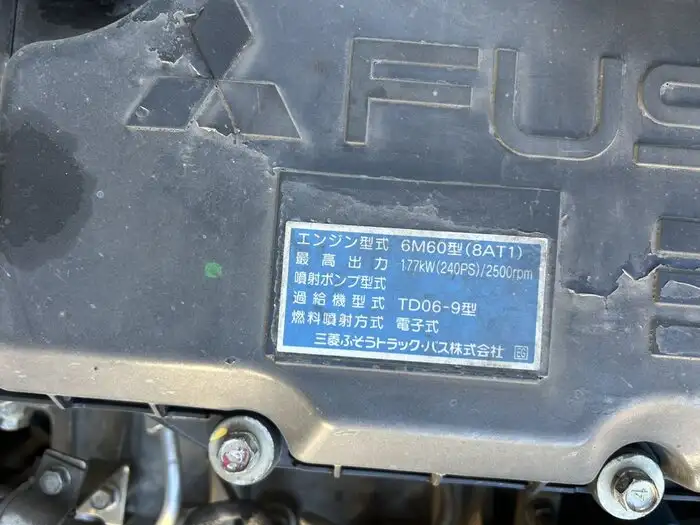 FUS
エンジン型式 6M60型(8AT1)
最高出力 177kW(240PS)/2500rpm
噴射ポンプ型式
過給機型式 TD06-9型
燃料噴射方式 電子式
三菱ふそうトラック・バス株式会社 EG
4